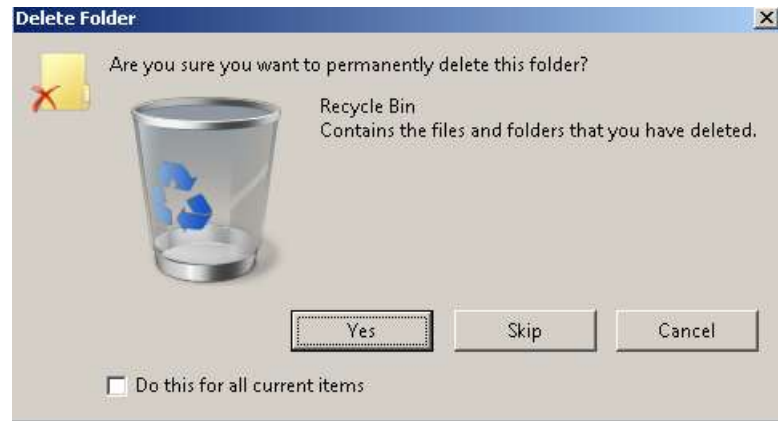 Delete Folder
Are you sure you want to permanently delete this folder?
Recycle Bin
Contains the files and folders that you have deleted.
Yes
Skip
Cancel
Do this for all current items